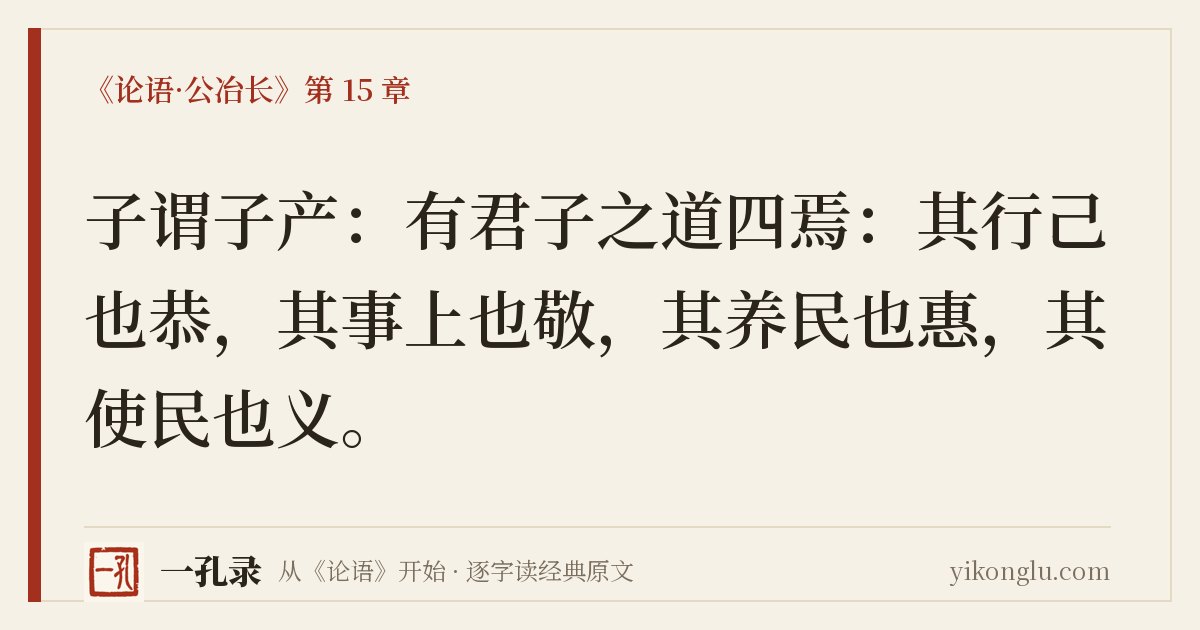 《论语·公冶长》第 15 章
子谓子产：有君子之道四焉：其行己
也恭，其事上也敬，其养民也惠，其
使民也义。
一孔
一孔录 从《论语》开始 · 逐字读经典原文 yikonglu.com